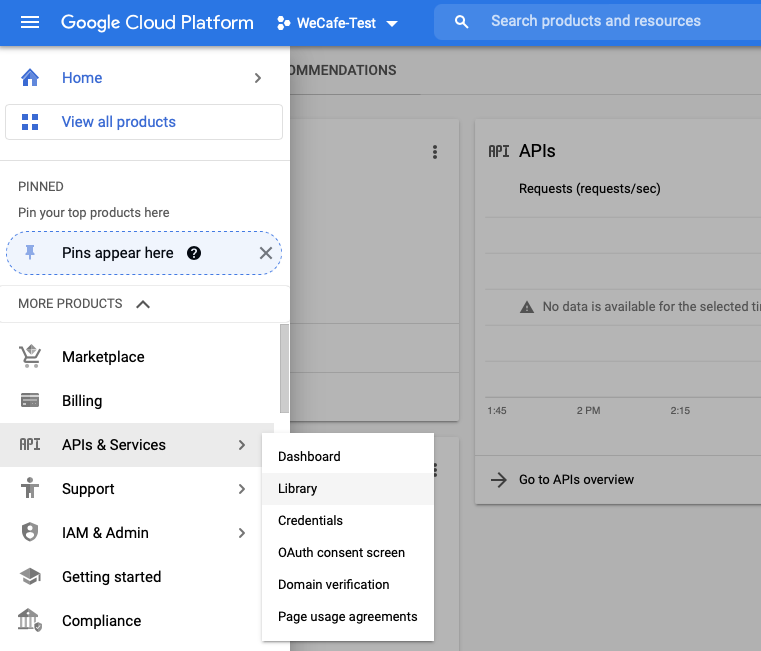 Google Cloud Platform
WeCafe-Test
Search products and resources
Home
View all products
PINNED
Pin your top products here
Pins appear here
MORE PRODUCTS
Marketplace
Billing
API APIs & Services
Support
IAM & Admin
Getting started
Compliance
Dashboard
Library
Credentials
OAuth consent screen
Domain verification
Page usage agreements
OMMENDATIONS
API APIs
Requests (requests/sec)
No data is available for the selected ti
1:45 2 PM 2:15
Go to APIs overview